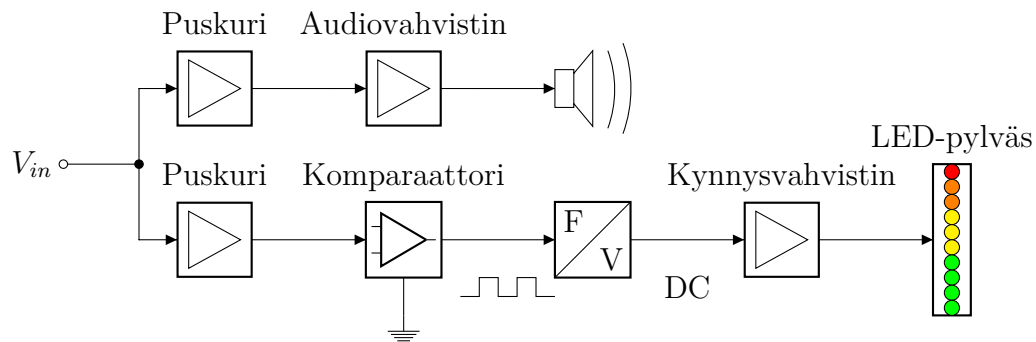 Puskuri
Audiovahvistin
LED-pylväs
V_in
Puskuri
Komparaattori
Kynnysvahvistin
F
V
DC